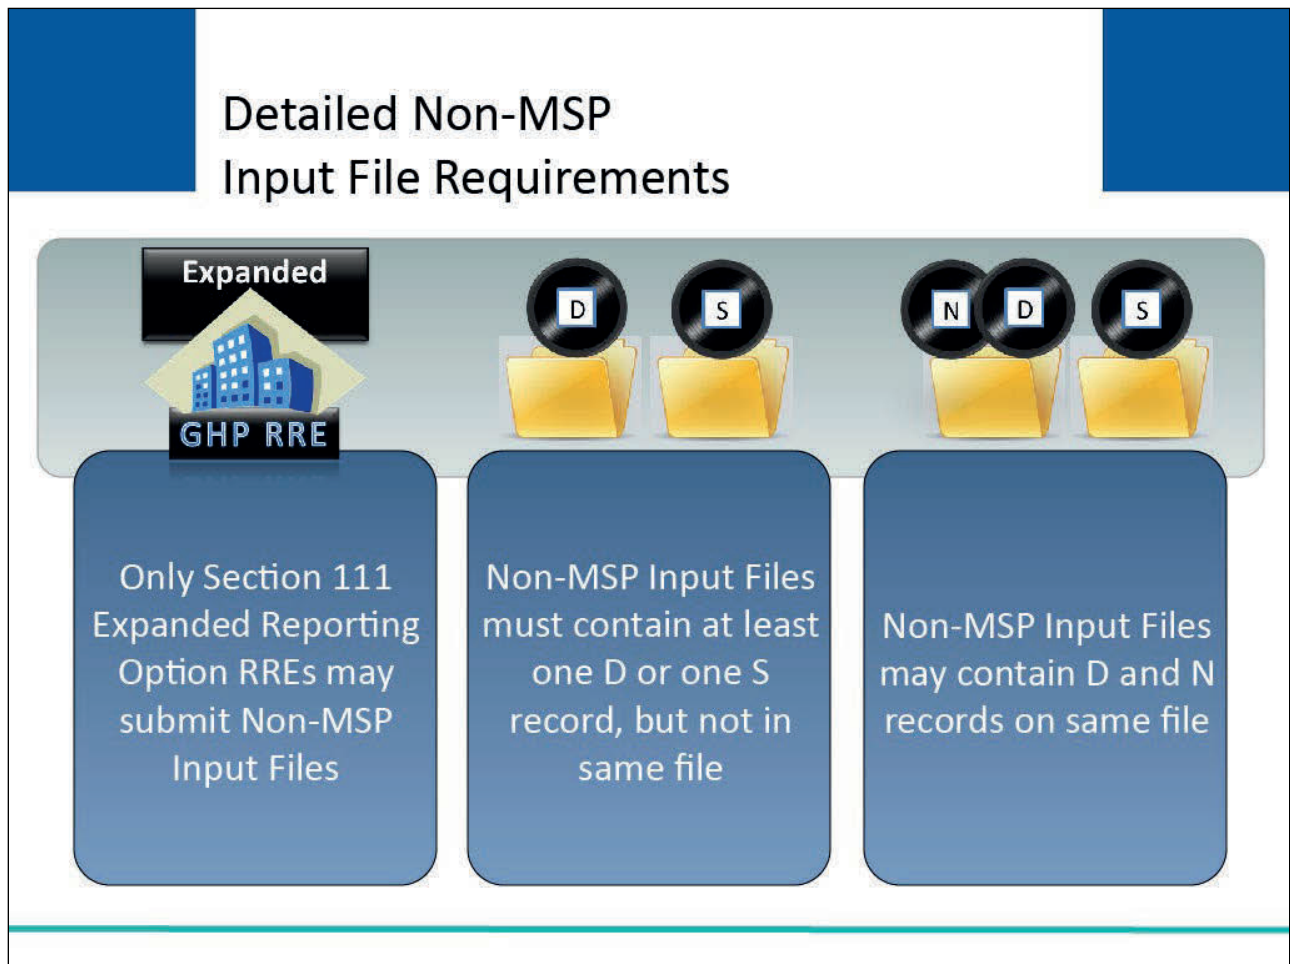 Detailed Non-MSP
Input File Requirements
Expanded
GHP RRE
D
S
N
D
S
Only Section 111
Expanded Reporting
Option RREs may
submit Non-MSP
Input Files
Non-MSP Input Files
must contain at least
one D or one S
record, but not in
same file
Non-MSP Input Files
may contain D and N
records on same file